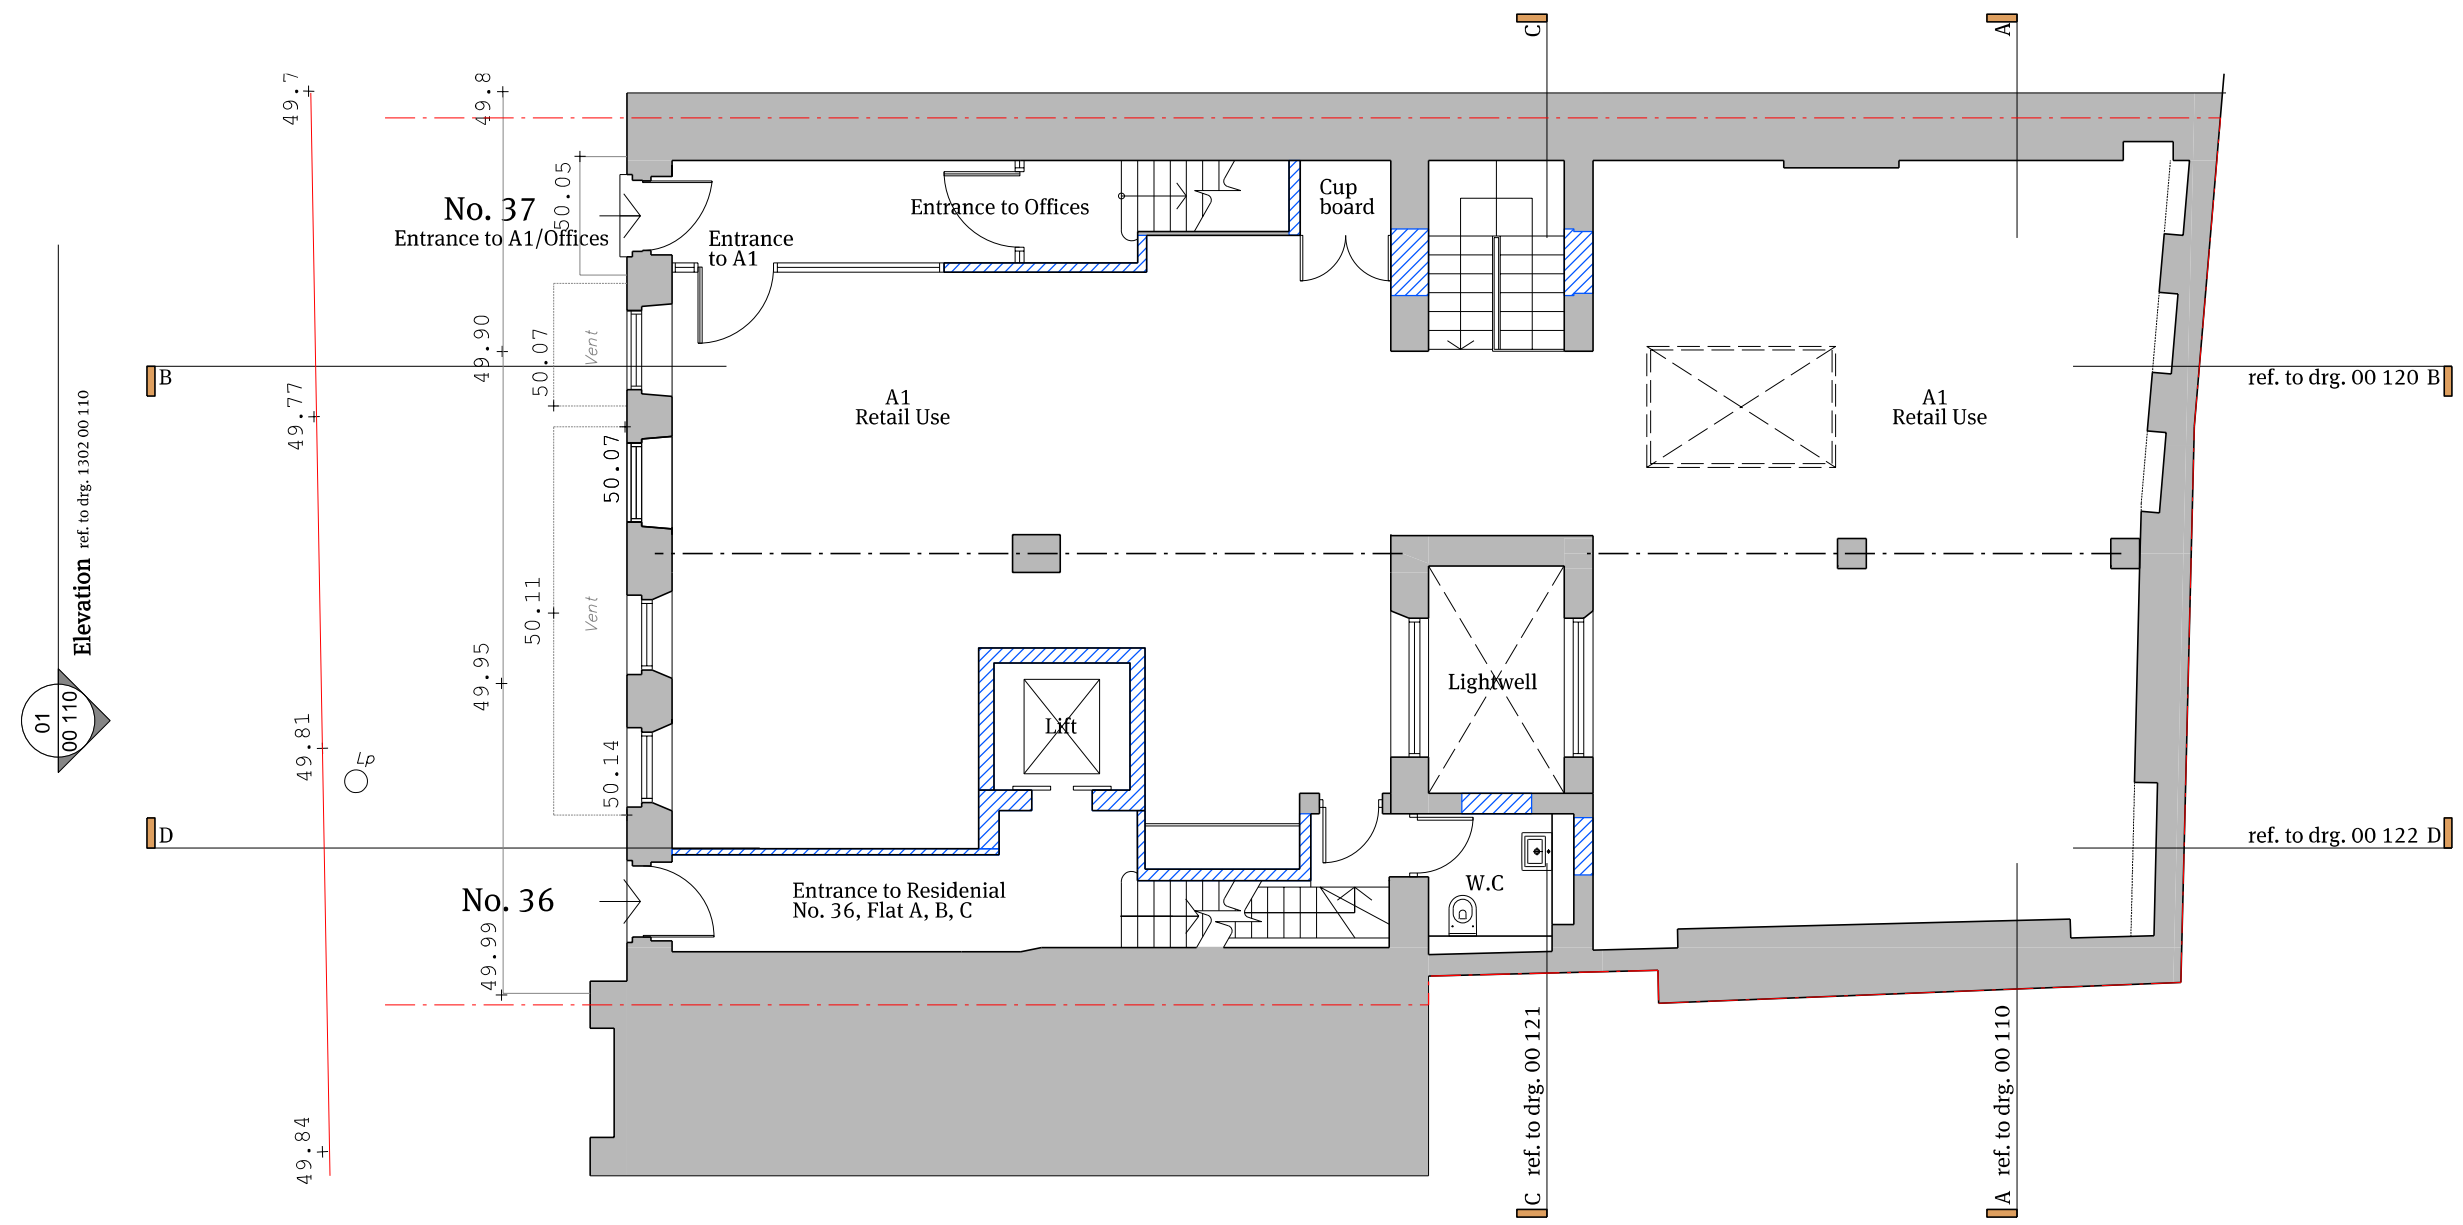 C
A
49.7
49.8
50.05
No. 37
Entrance to A1/Offices
Entrance to Offices
Entrance
to A1
Cup
board
49.90
50.07
Vent
B
ref. to drg. 00 120 B
49.77
A1
Retail Use
A1
Retail Use
50.07
Elevation ref. to drg. 1302 00 110
50.11
Vent
49.95
01
00 110
49.81
Lp
50.14
Lift
Lightwell
D
ref. to drg. 00 122 D
No. 36
Entrance to Residenial
No. 36, Flat A, B, C
W.C
49.99
49.84
C ref. to drg. 00 121
A ref. to drg. 00 110